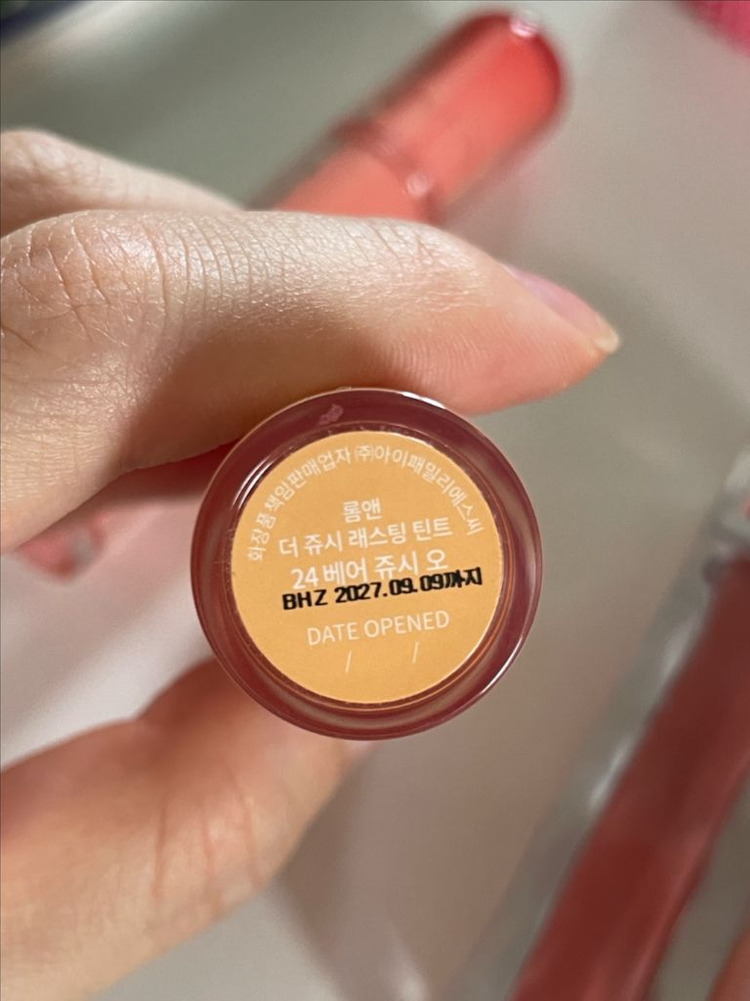 화장품책임판매업자 ㈜아이패밀리에스씨
롬앤
더 쥬시 래스팅 틴트
24 베어 쥬시 오
BHZ 2027.09.09까지
DATE OPENED
/ /